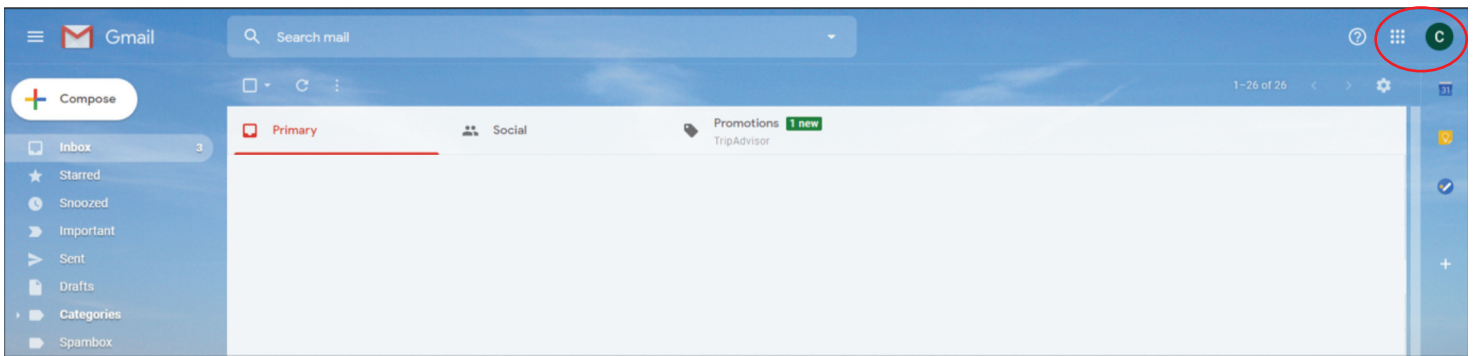 Gmail
Search mail
C
Compose
1–26 of 26
31
Primary
Social
Promotions 1 new
TripAdvisor
Inbox 3
Starred
Snoozed
Important
Sent
Drafts
Categories
Spambox